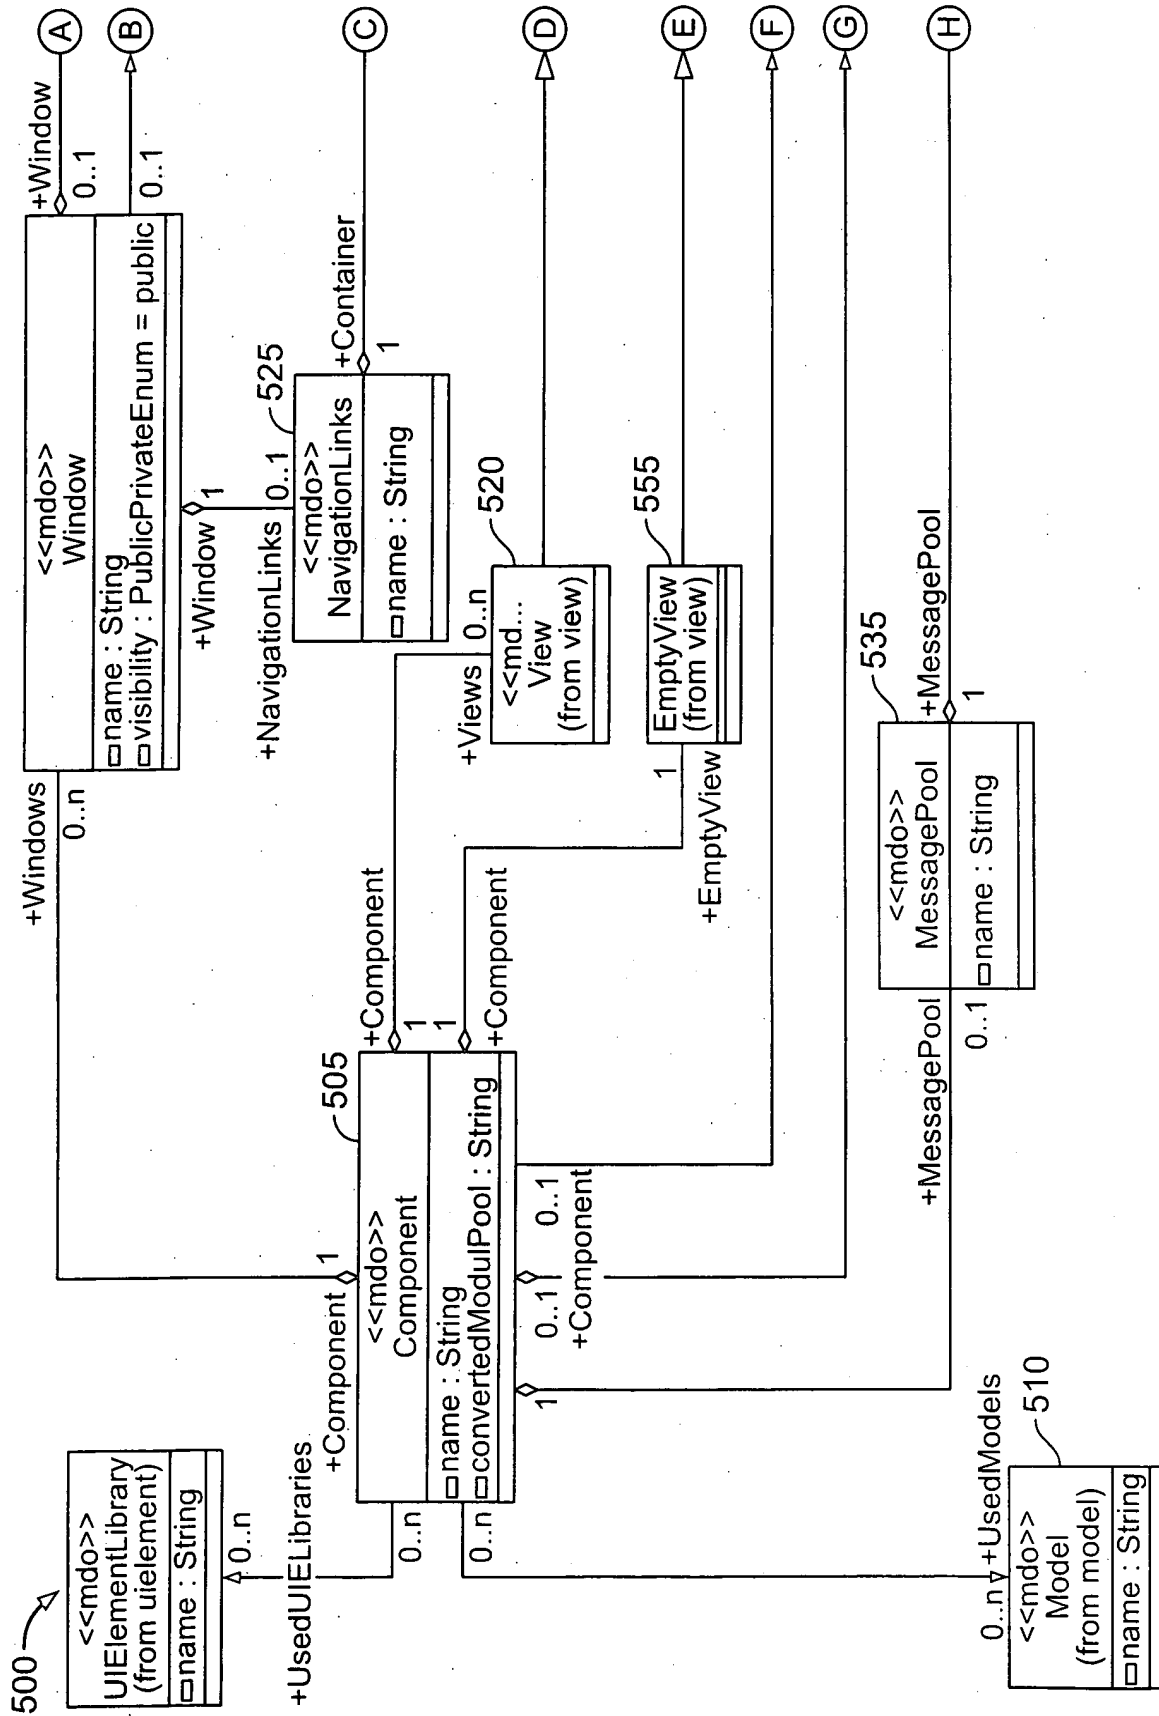 500
<<mdo>>
UIElementLibrary
(from uielement)
name : String
0..n
+UsedUIELibraries
0..n
0..n
0..n
+UsedModels
510
<<mdo>>
Model
(from model)
name : String
505
<<mdo>>
Component
name : String
convertedModulPool : String
+Component
1
+Windows
0..n
+Component
1
1
+Component
0..1
0..1
+Component
1
<<mdo>>
Window
name : String
visibility : PublicPrivateEnum = public
+Window
0..1
A
0..1
B
+Window
1
+NavigationLinks
0..1
525
<<mdo>>
NavigationLinks
name : String
+Container
1
C
+Views
0..n
520
<<md...
View
(from view)
D
555
EmptyView
(from view)
1
+EmptyView
E
F
G
+MessagePool
0..1
535
<<mdo>>
MessagePool
name : String
+MessagePool
1
H